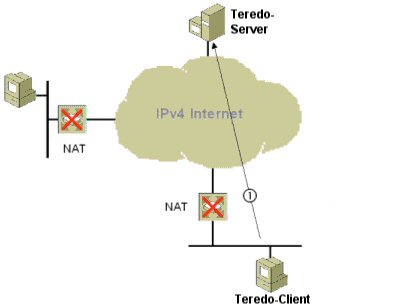 Teredo-
Server
IPv4 Internet
NAT
NAT
1
Teredo-Client